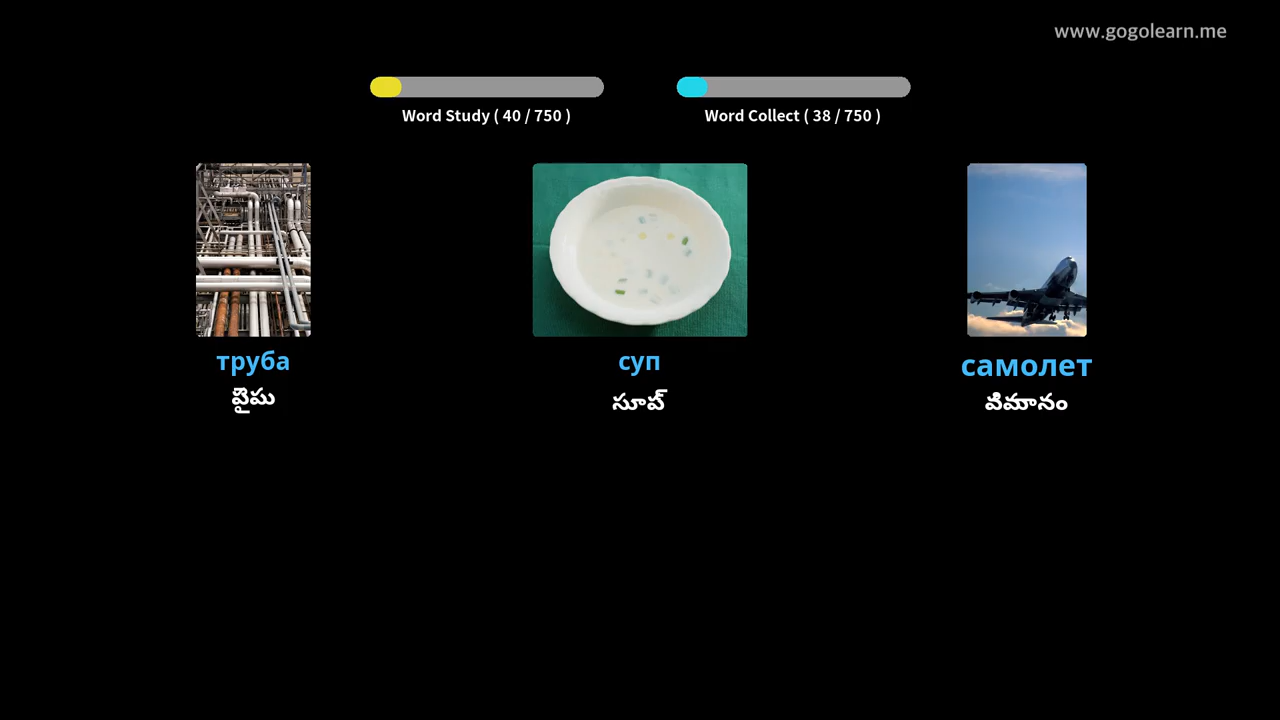 www.gogolearn.me
Word Study ( 40 / 750 )
Word Collect ( 38 / 750 )
труба
суп
самолет
పైపు
సూప్
విమానం